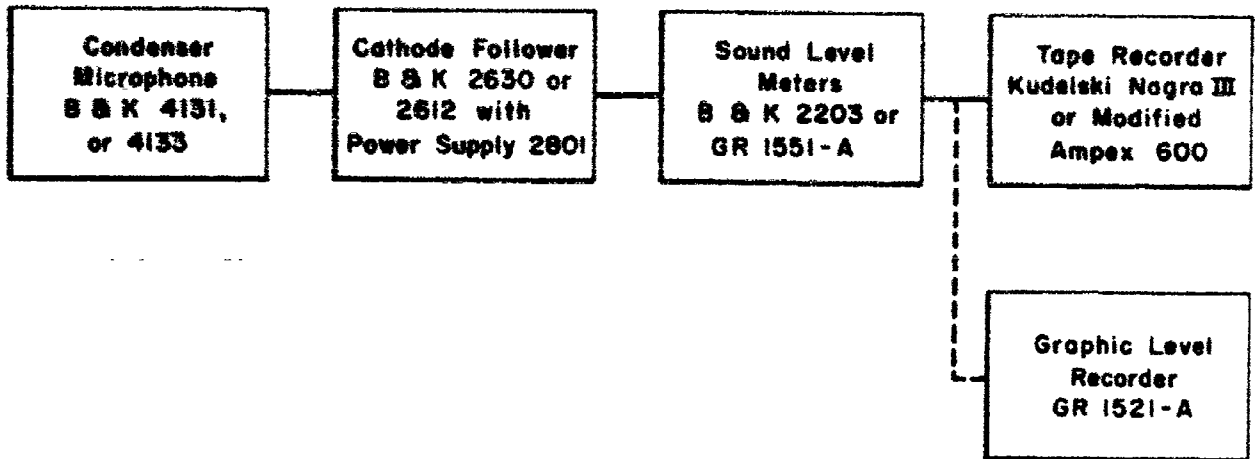 Condenser
Microphone
B & K 4131,
or 4133
Cathode Follower
B & K 2630 or
2612 with
Power Supply 2801
Sound Level
Meters
B & K 2203 or
GR 1551-A
Tape Recorder
Kudelski Nagra III
or Modified
Ampex 600
Graphic Level
Recorder
GR 1521-A